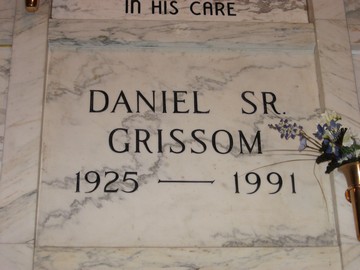 IN HIS CARE
DANIEL SR.
GRISSOM
1925 — 1991